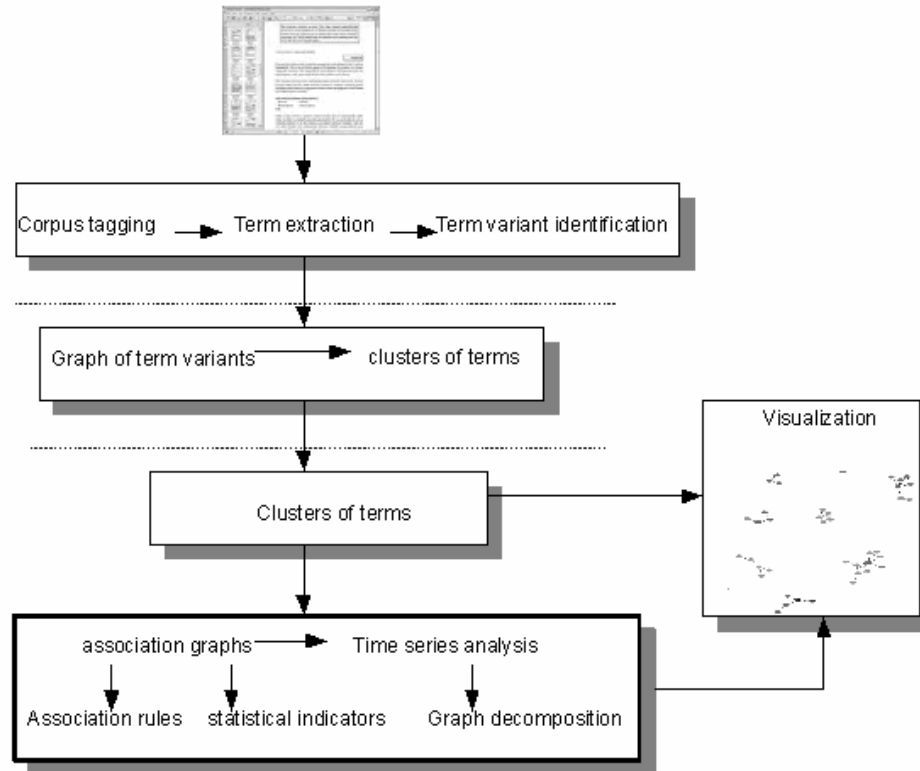 Corpus tagging Term extraction Term variant identification
Graph of term variants clusters of terms
Visualization
Clusters of terms
association graphs Time series analysis
Association rules statistical indicators Graph decomposition